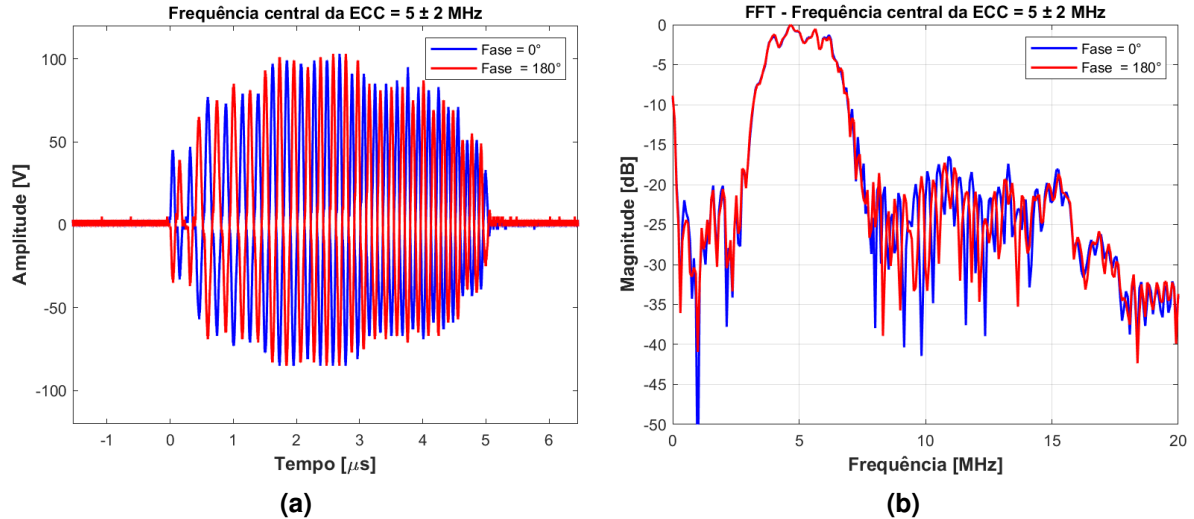 Frequência central da ECC = 5 ± 2 MHz
Amplitude [V]
100
50
0
-50
-100
Fase = 0°
Fase = 180°
-1 0 1 2 3 4 5 6
Tempo [μs]
(a)
FFT - Frequência central da ECC = 5 ± 2 MHz
Magnitude [dB]
0
-5
-10
-15
-20
-25
-30
-35
-40
-45
-50
Fase = 0°
Fase = 180°
0 5 10 15 20
Frequência [MHz]
(b)